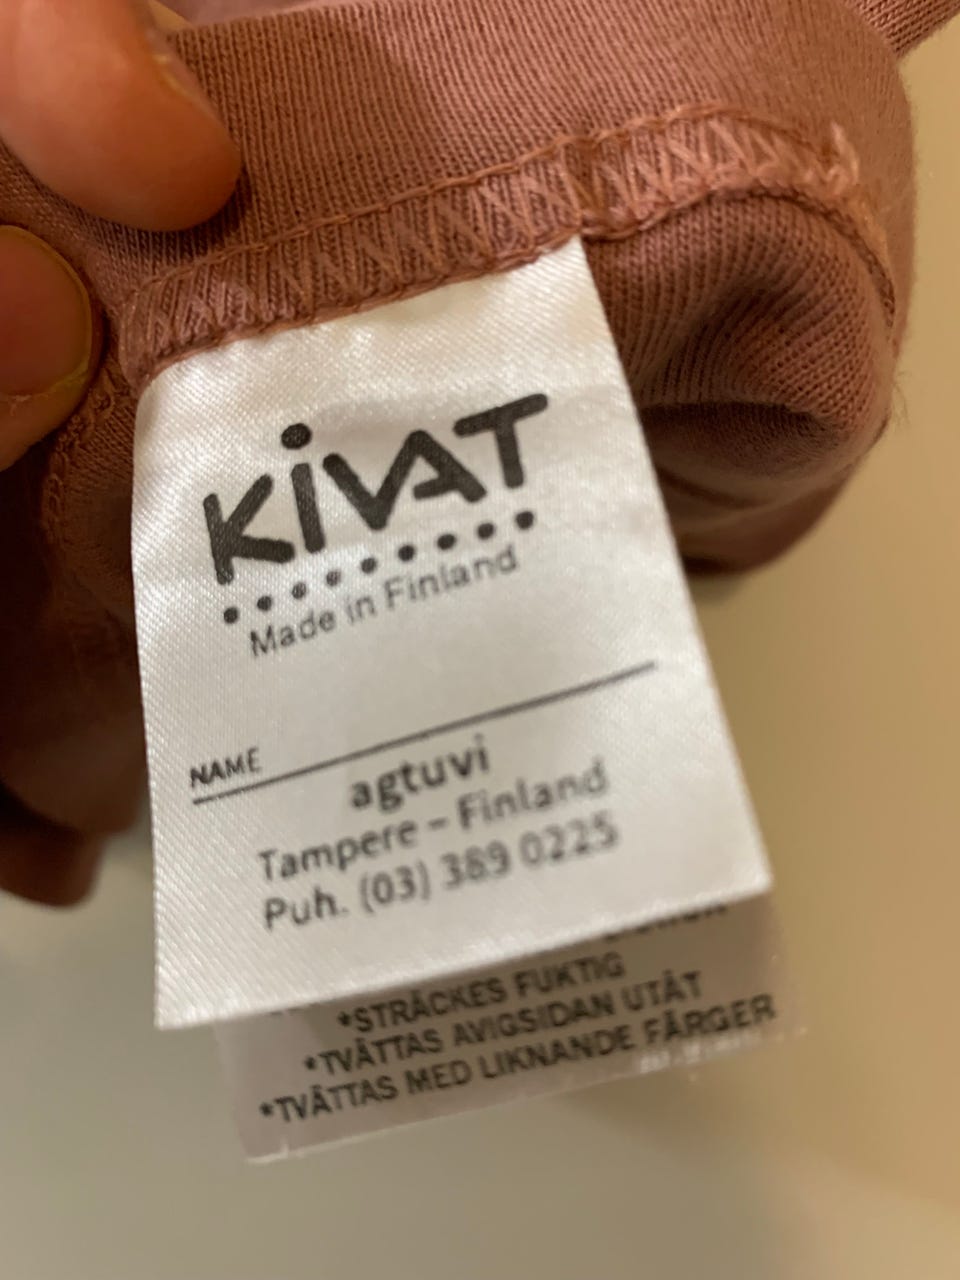 KiVAT
Made in Finland
NAME
agtuvi
Tampere – Finland
Puh. (03) 389 0225
*STRÄCKES FUKTIG
*TVÄTTAS AVIGSIDAN UTÅT
*TVÄTTAS MED LIKNANDE FÄRGER